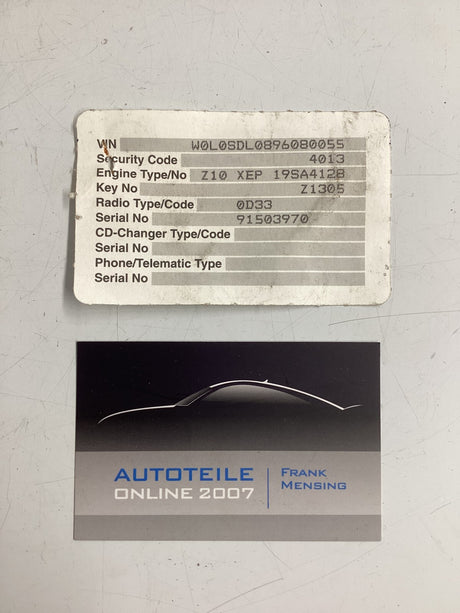 VIN W0L0SDL0896080055
Security Code 4013
Engine Type/No Z10 XEP 19SA4128
Key No Z1305
Radio Type/Code 0D33
Serial No 91503970
CD-Changer Type/Code
Serial No
Phone/Telematic Type
Serial No
AUTOTEILE
ONLINE 2007
FRANK
MENSING